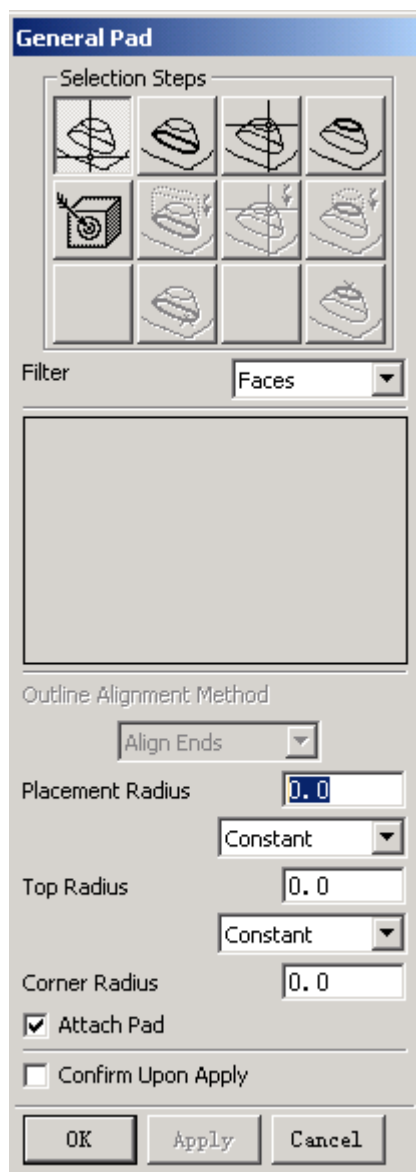 General Pad
Selection Steps
Filter
Faces
Outline Alignment Method
Align Ends
Placement Radius
0.0
Constant
Top Radius
0.0
Constant
Corner Radius
0.0
Attach Pad
Confirm Upon Apply
OK Apply Cancel